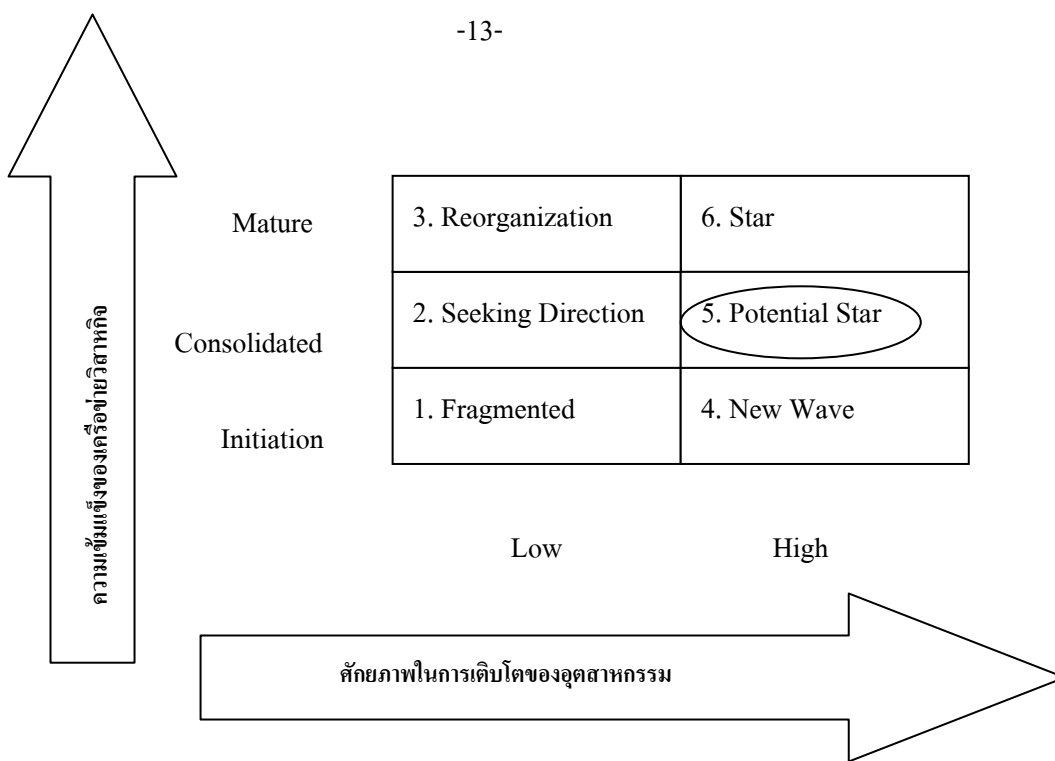 -13-
Mature
3. Reorganization
6. Star
Consolidated
2. Seeking Direction
5. Potential Star
Initiation
1. Fragmented
4. New Wave
Low
High
ความเข้มแข็งของเครือข่ายวิสาหกิจ
ศักยภาพในการเติบโตของอุตสาหกรรม